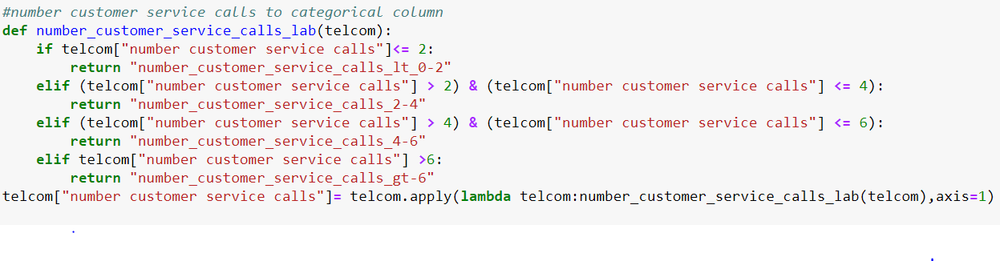 #number customer service calls to categorical column
def number_customer_service_calls_lab(telcom):
    if telcom["number customer service calls"]<= 2:
        return "number_customer_service_calls_lt_0-2"
    elif (telcom["number customer service calls"] > 2) & (telcom["number customer service calls"] <= 4):
        return "number_customer_service_calls_2-4"
    elif (telcom["number customer service calls"] > 4) & (telcom["number customer service calls"] <= 6):
        return "number_customer_service_calls_4-6"
    elif telcom["number customer service calls"] >6:
        return "number_customer_service_calls_gt-6"
telcom["number customer service calls"]= telcom.apply(lambda telcom:number_customer_service_calls_lab(telcom),axis=1)